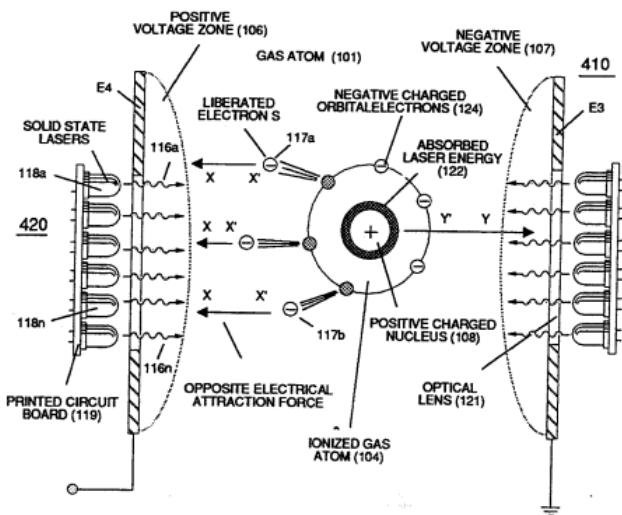 POSITIVE
VOLTAGE ZONE (106)
GAS ATOM (101)
NEGATIVE
VOLTAGE ZONE (107)
410
E4
E3
LIBERATED
ELECTRON S
NEGATIVE CHARGED
ORBITALELECTRONS (124)
SOLID STATE
LASERS
116a
117a
ABSORBED
LASER ENERGY
(122)
118a
X X'
420
X X'
+
Y' Y
X X'
118n
117b
POSITIVE CHARGED
NUCLEUS (108)
116n
PRINTED CIRCUIT
BOARD (119)
OPPOSITE ELECTRICAL
ATTRACTION FORCE
OPTICAL
LENS (121)
IONIZED GAS
ATOM (104)